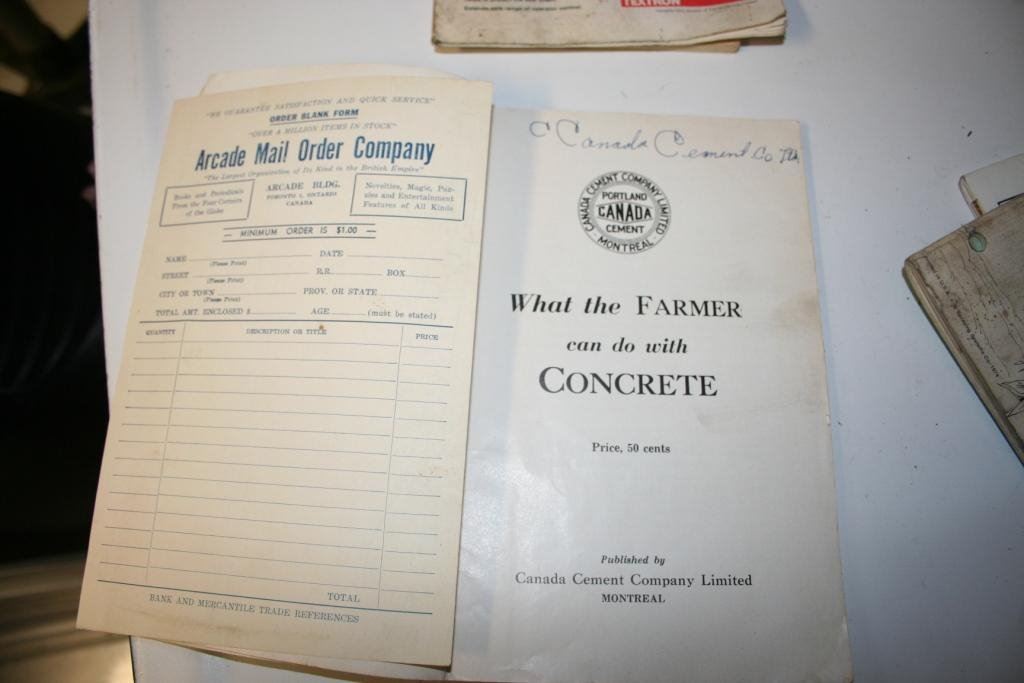 TEXTRON
"WE GUARANTEE SATISFACTION AND QUICK SERVICE"
ORDER BLANK FORM
"OVER A MILLION ITEMS IN STOCK"
Arcade Mail Order Company
"The Largest Organization of Its Kind in the British Empire"
Books and Periodicals
From the Four Corners
of the Globe
ARCADE BLDG.
TORONTO 1, ONTARIO
CANADA
Novelties, Magic, Puz-
zles and Entertainment
Features of All Kinds
MINIMUM ORDER IS $1.00
NAME DATE
(Please Print)
STREET R.R. BOX
(Please Print)
CITY OR TOWN PROV. OR STATE
(Please Print)
TOTAL AMT. ENCLOSED $ AGE (must be stated)
QUANTITY DESCRIPTION OR TITLE PRICE
TOTAL
BANK AND MERCANTILE TRADE REFERENCES
C Canada Cement Co
CANADA CEMENT COMPANY LIMITED
PORTLAND
CANADA
CEMENT
MONTREAL
What the FARMER
can do with
CONCRETE
Price, 50 cents
Published by
Canada Cement Company Limited
MONTREAL